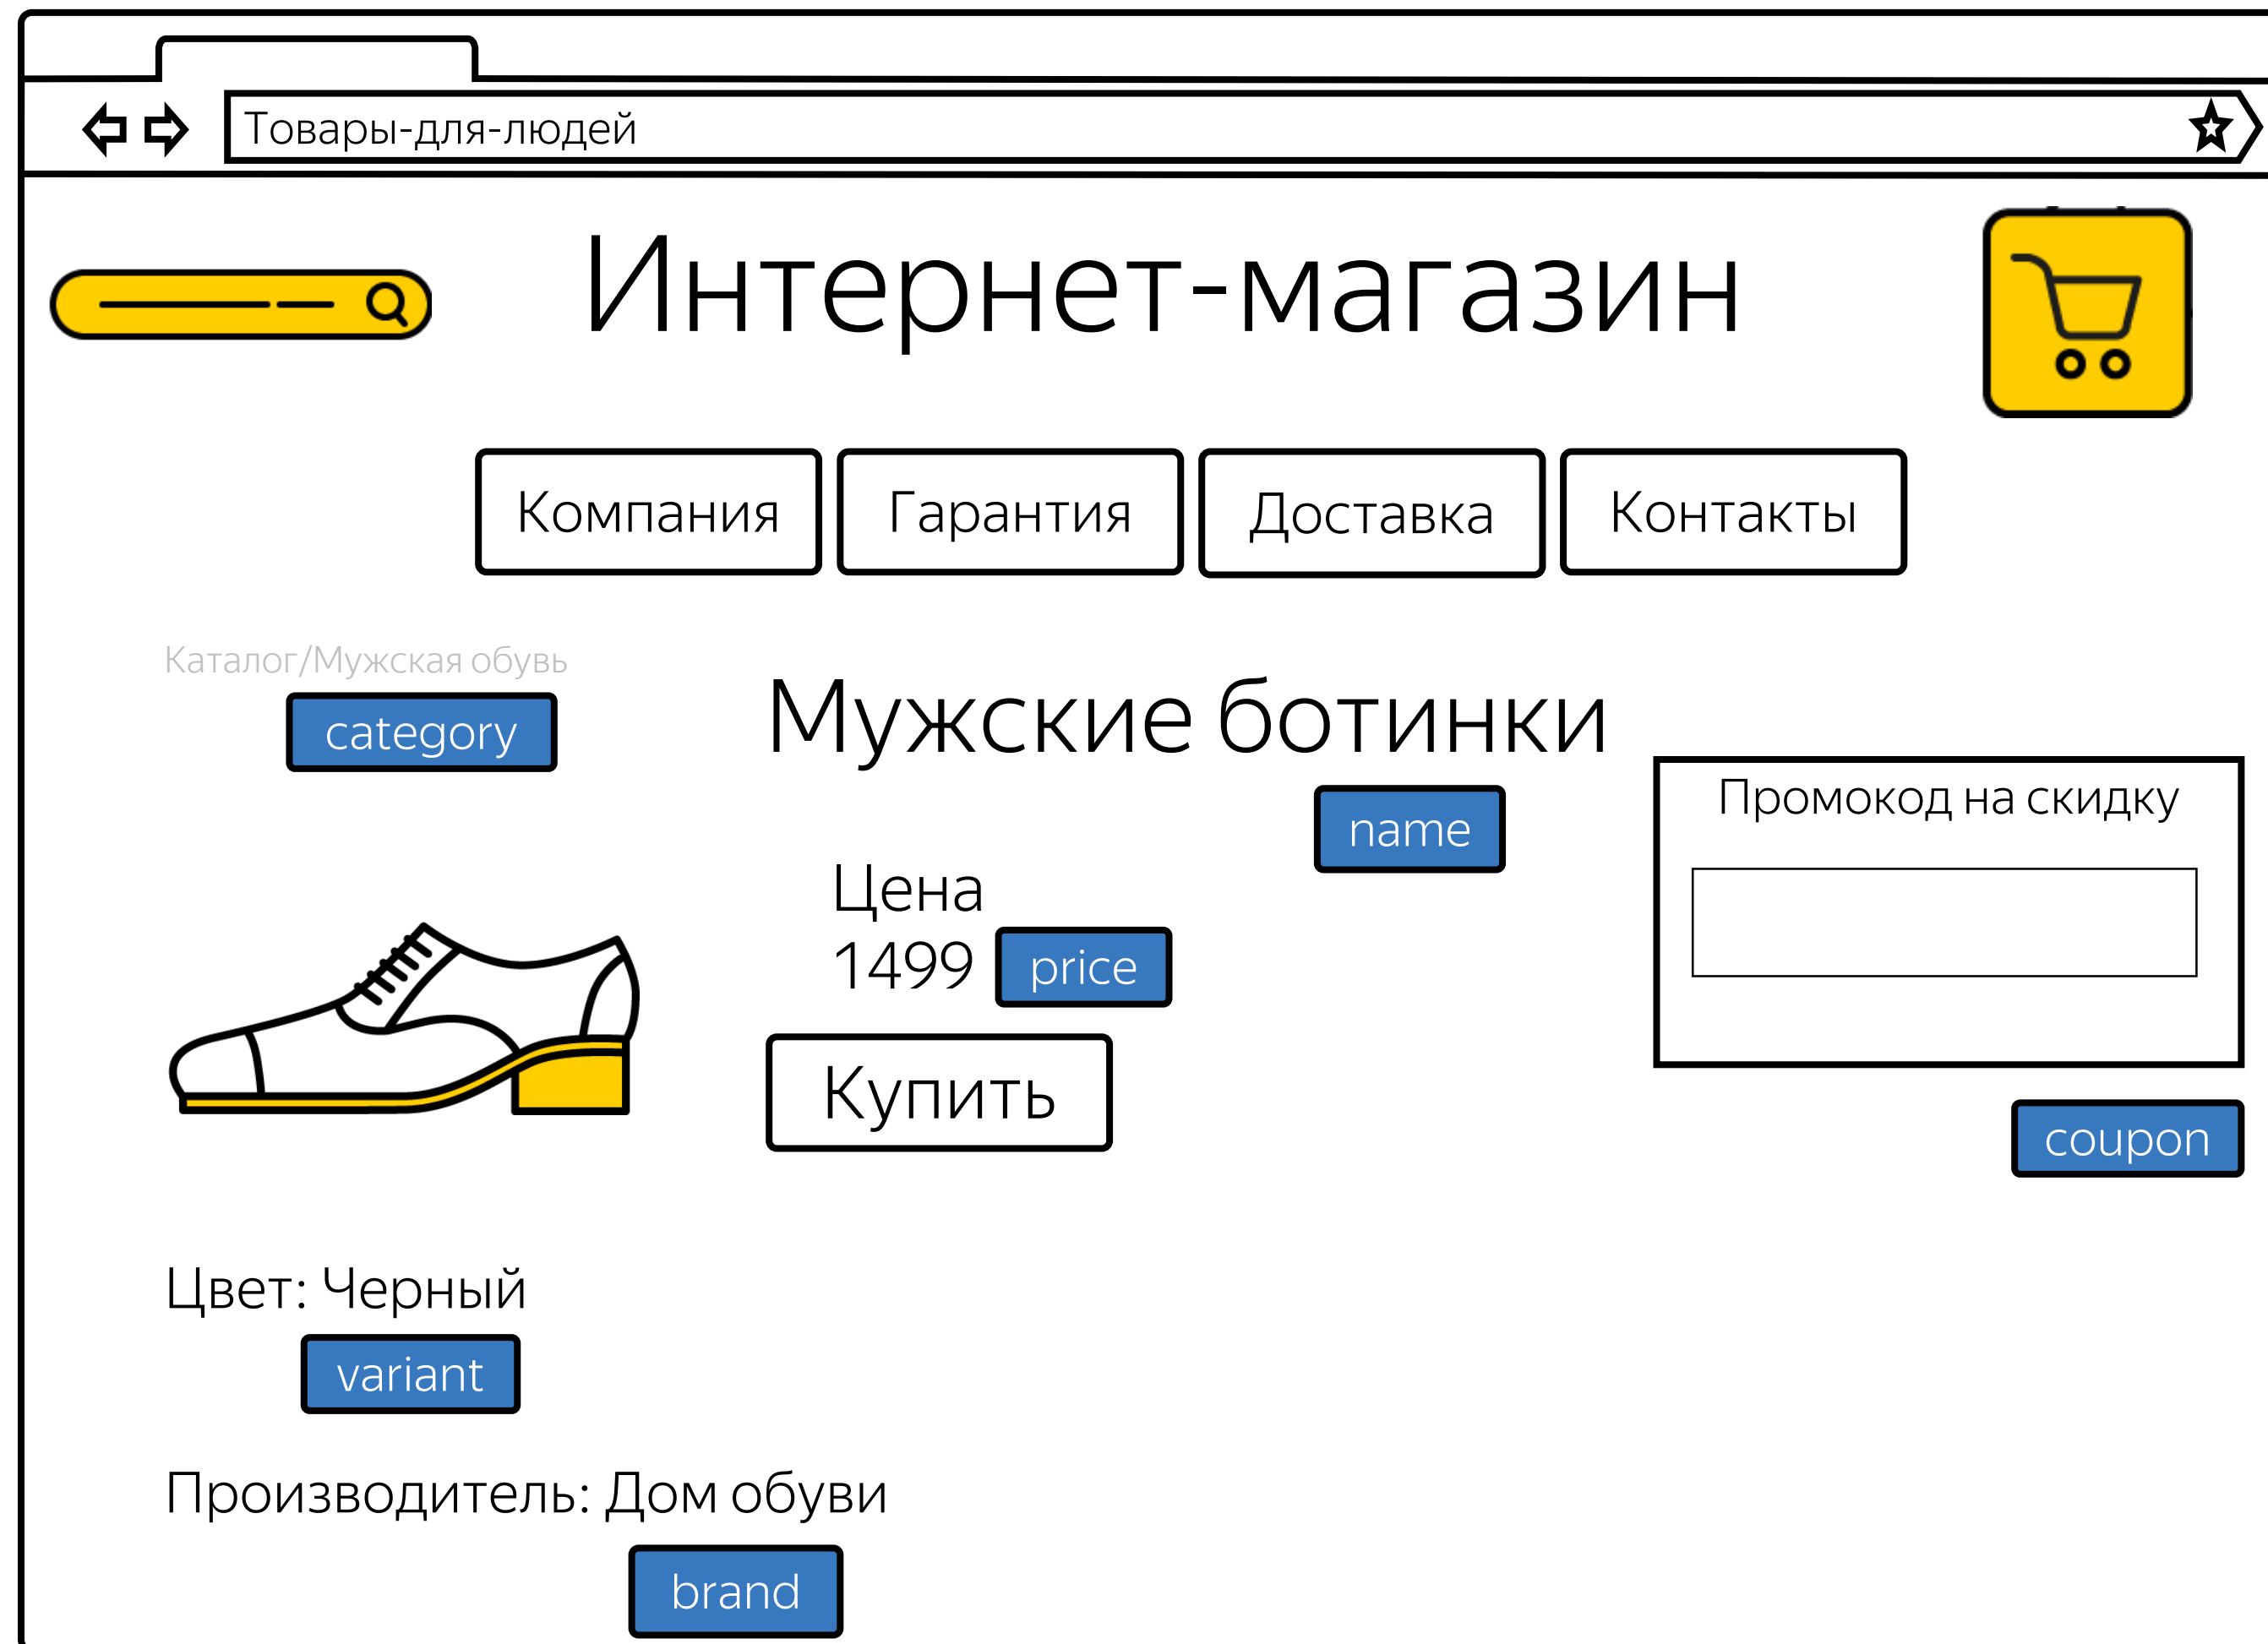 Товары-для-людей
Интернет-магазин
Компания
Гарантия
Доставка
Контакты
Каталог/Мужская обувь
category
Мужские ботинки
name
Промокод на скидку
Цена
1499
price
Купить
coupon
Цвет: Черный
variant
Производитель: Дом обуви
brand